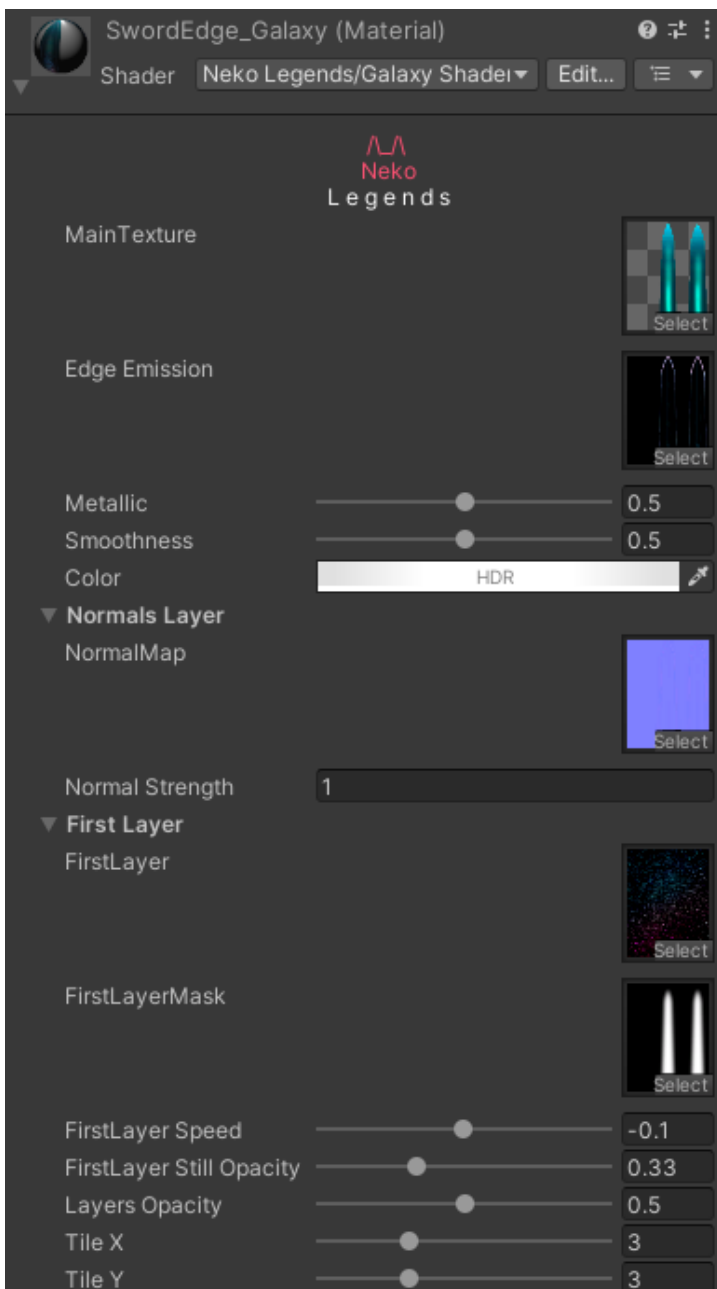 SwordEdge_Galaxy (Material)
Shader Neko Legends/Galaxy Shader Edit...
Neko
Legends
MainTexture
Select
Edge Emission
Select
Metallic 0.5
Smoothness 0.5
Color HDR
Normals Layer
NormalMap
Select
Normal Strength 1
First Layer
FirstLayer
Select
FirstLayerMask
Select
FirstLayer Speed -0.1
FirstLayer Still Opacity 0.33
Layers Opacity 0.5
Tile X 3
Tile Y 3